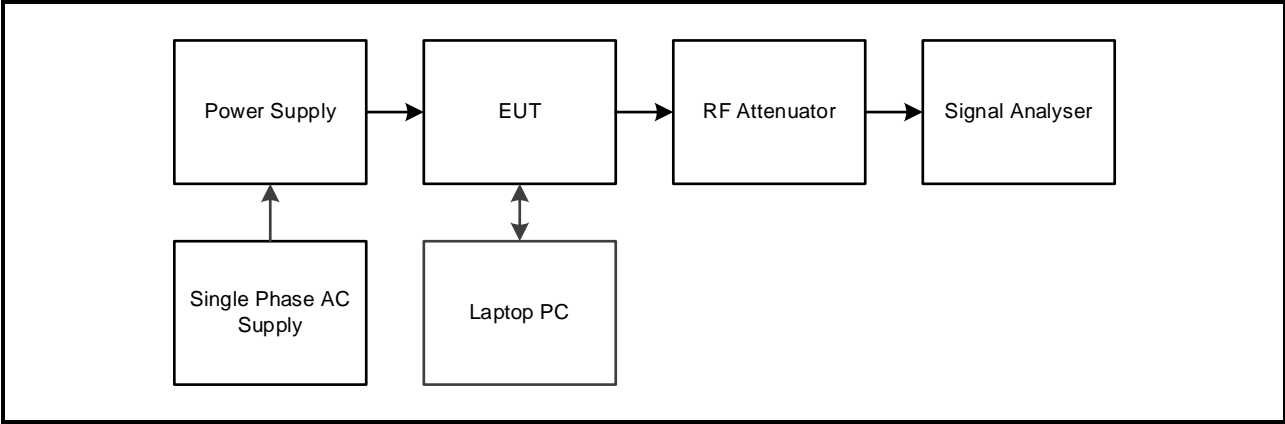 Power Supply
EUT
RF Attenuator
Signal Analyser
Single Phase AC
Supply
Laptop PC